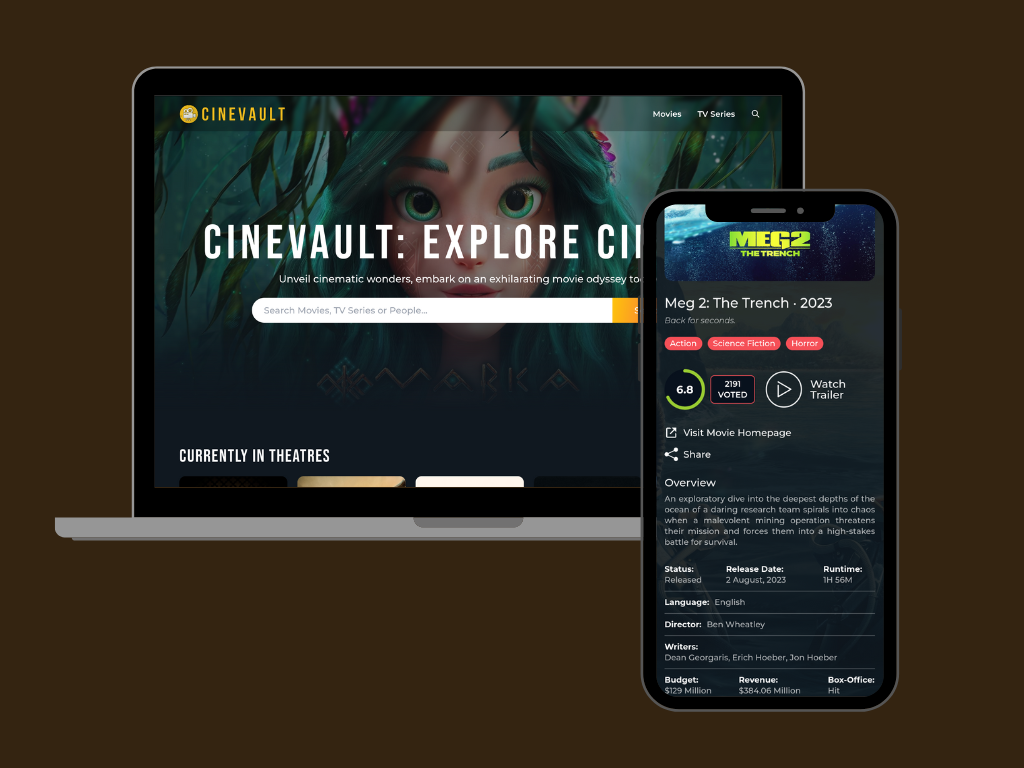 CINEVAULT
Movies TV Series
CINEVAULT: EXPLORE
Unveil cinematic wonders, embark on an exhilarating movie odyssey
Search Movies, TV Series or People...
MAVKA
CURRENTLY IN THEATRES
MEG2
THE TRENCH
Meg 2: The Trench · 2023
Back for seconds.
Action Science Fiction Horror
6.8
2191
VOTED
Watch
Trailer
Visit Movie Homepage
Share
Overview
An exploratory dive into the deepest depths of the
ocean of a daring research team spirals into chaos
when a malevolent mining operation threatens
their mission and forces them into a high-stakes
battle for survival.
Status: Release Date: Runtime:
Released 2 August, 2023 1H 56M
Language: English
Director: Ben Wheatley
Writers:
Dean Georgaris, Erich Hoeber, Jon Hoeber
Budget: Revenue: Box-Office:
$129 Million $384.06 Million Hit